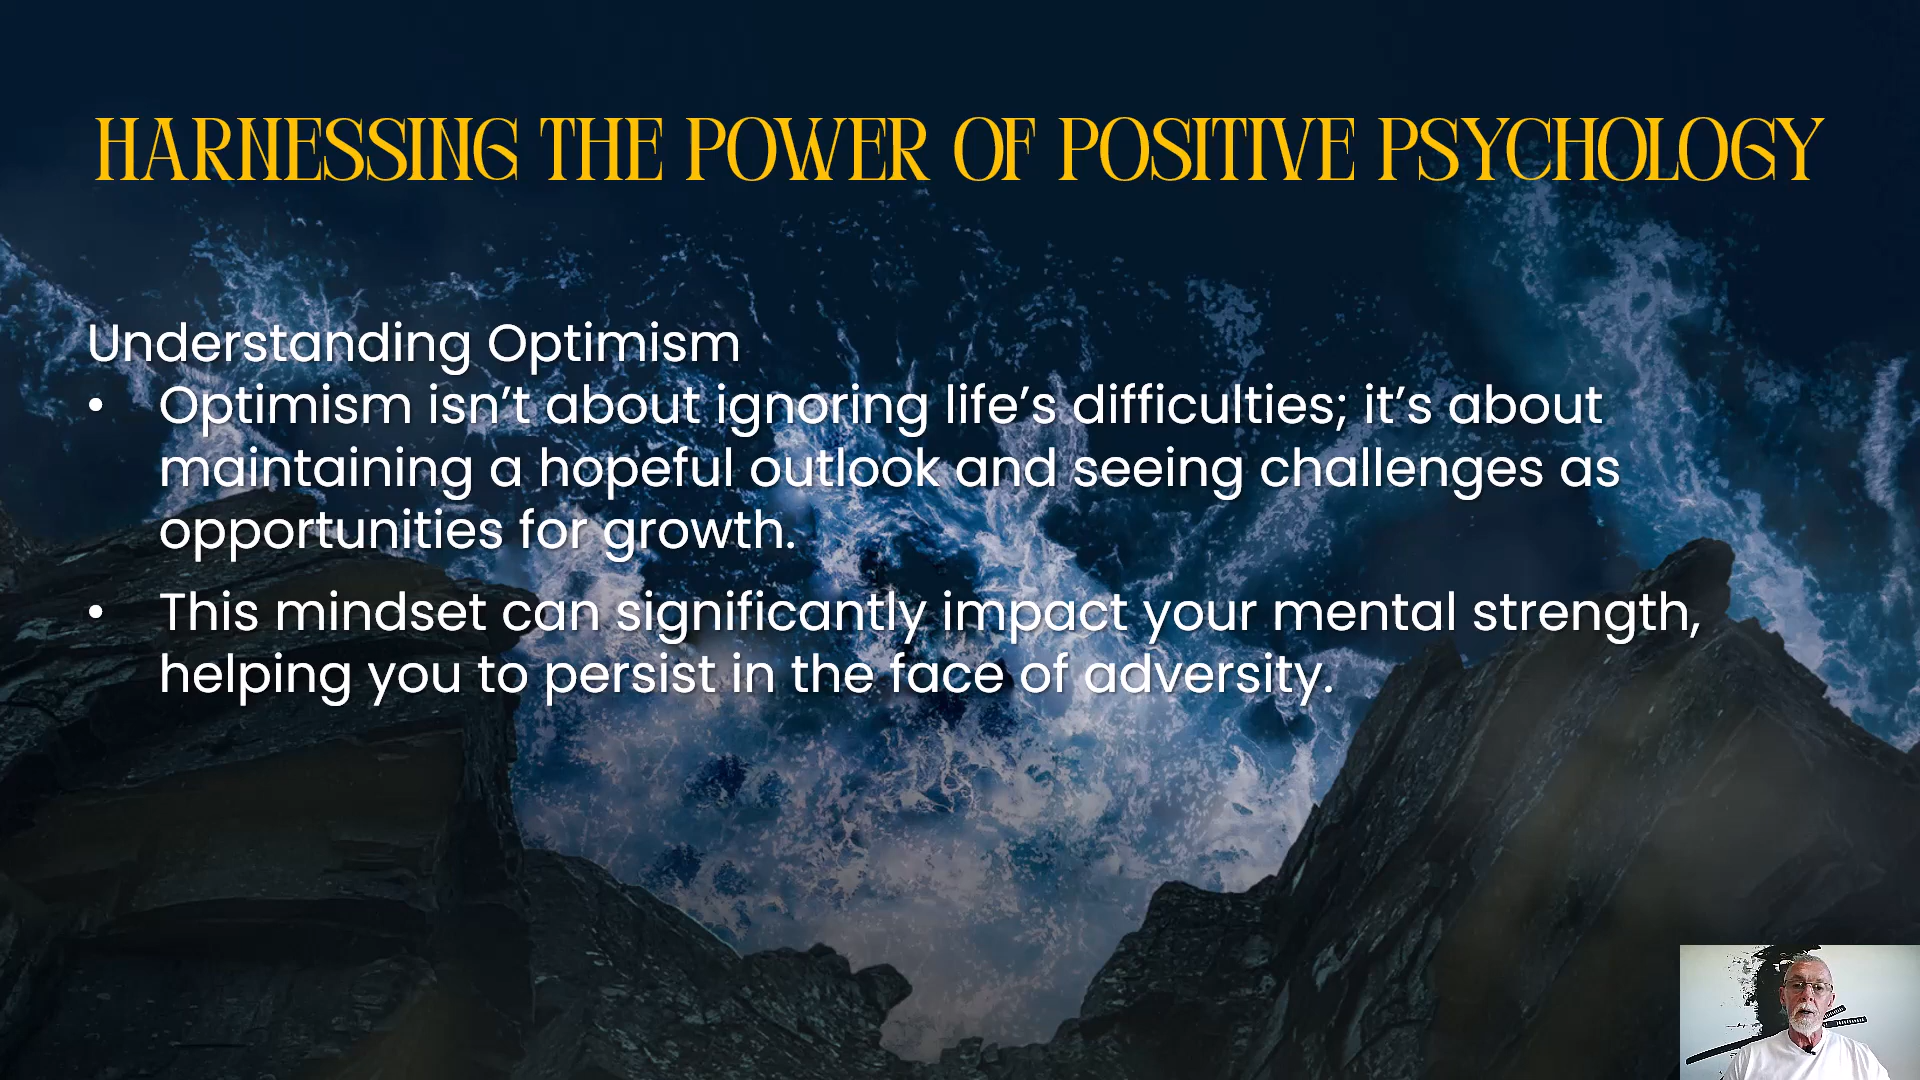 HARNESSING THE POWER OF POSITIVE PSYCHOLOGY
Understanding Optimism
• Optimism isn’t about ignoring life’s difficulties; it’s about
maintaining a hopeful outlook and seeing challenges as
opportunities for growth.
• This mindset can significantly impact your mental strength,
helping you to persist in the face of adversity.